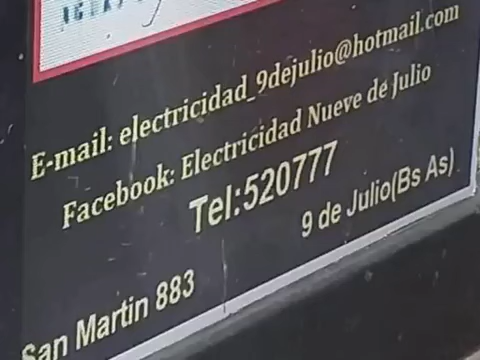 E-mail: electricidad_9dejulio@hotmail.com
Facebook: Electricidad Nueve de Julio
Tel:520777
San Martin 883
9 de Julio(Bs As)